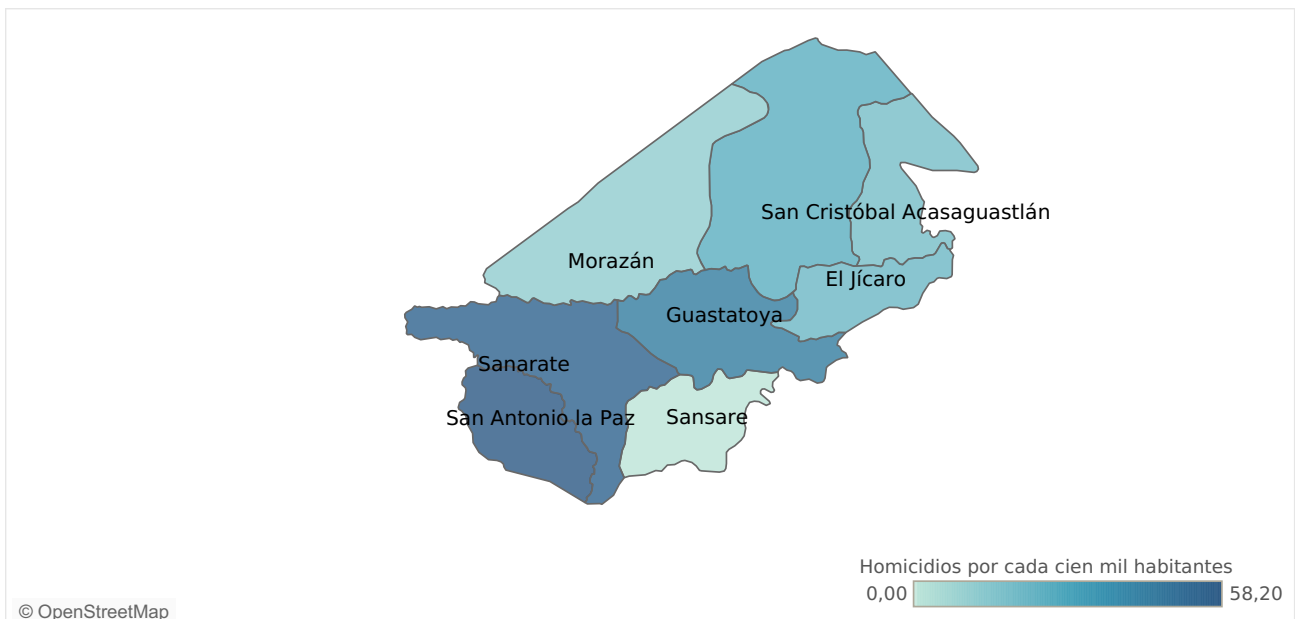 San Cristóbal Acasaguastlán
Morazán
El Jícaro
Guastatoya
Sanarate
San Antonio la Paz
Sansare
Homicidios por cada cien mil habitantes
0,00
58,20
© OpenStreetMap